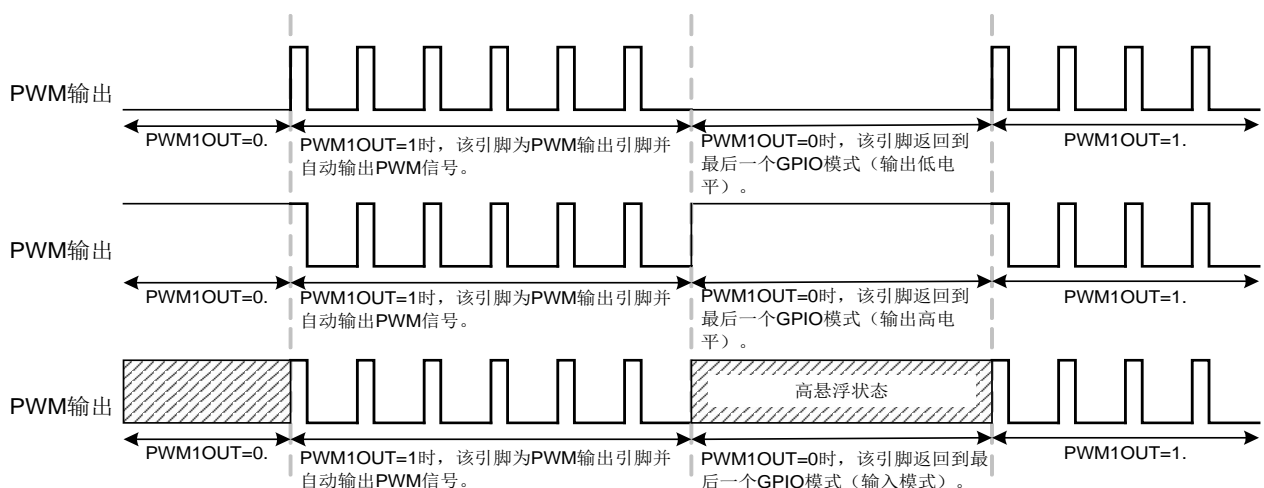 PWM输出
PWM1OUT=0.
PWM1OUT=1时，该引脚为PWM输出引脚并
自动输出PWM信号。
PWM1OUT=0时，该引脚返回到
最后一个GPIO模式（输出低电
平）。
PWM1OUT=1.
PWM输出
PWM1OUT=0.
PWM1OUT=1时，该引脚为PWM输出引脚并
自动输出PWM信号。
PWM1OUT=0时，该引脚返回到
最后一个GPIO模式（输出高电
平）。
PWM1OUT=1.
PWM输出
高悬浮状态
PWM1OUT=0.
PWM1OUT=1时，该引脚为PWM输出引脚并
自动输出PWM信号。
PWM1OUT=0时，该引脚返回到最
后一个GPIO模式（输入模式）。
PWM1OUT=1.